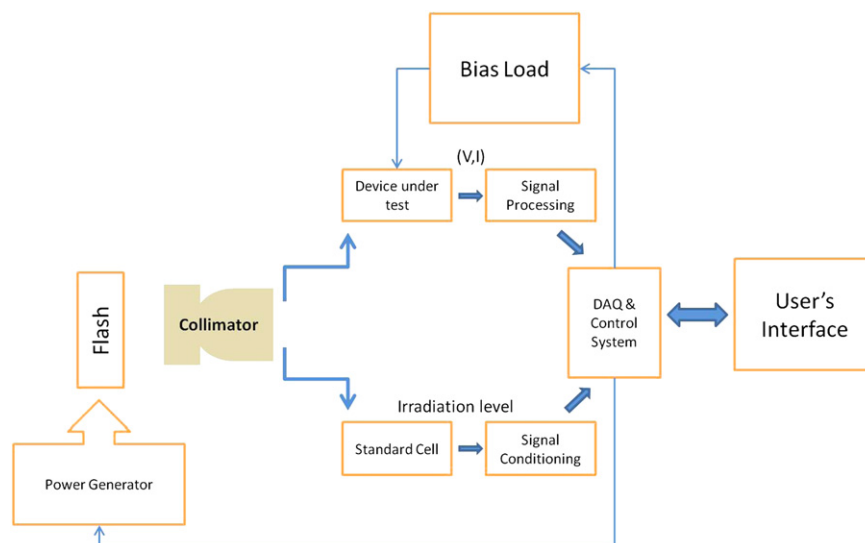 Bias Load
(V,I)
Device under
test
Signal
Processing
Flash
Collimator
DAQ &
Control
System
User's
Interface
Irradiation level
Standard Cell
Signal
Conditioning
Power Generator